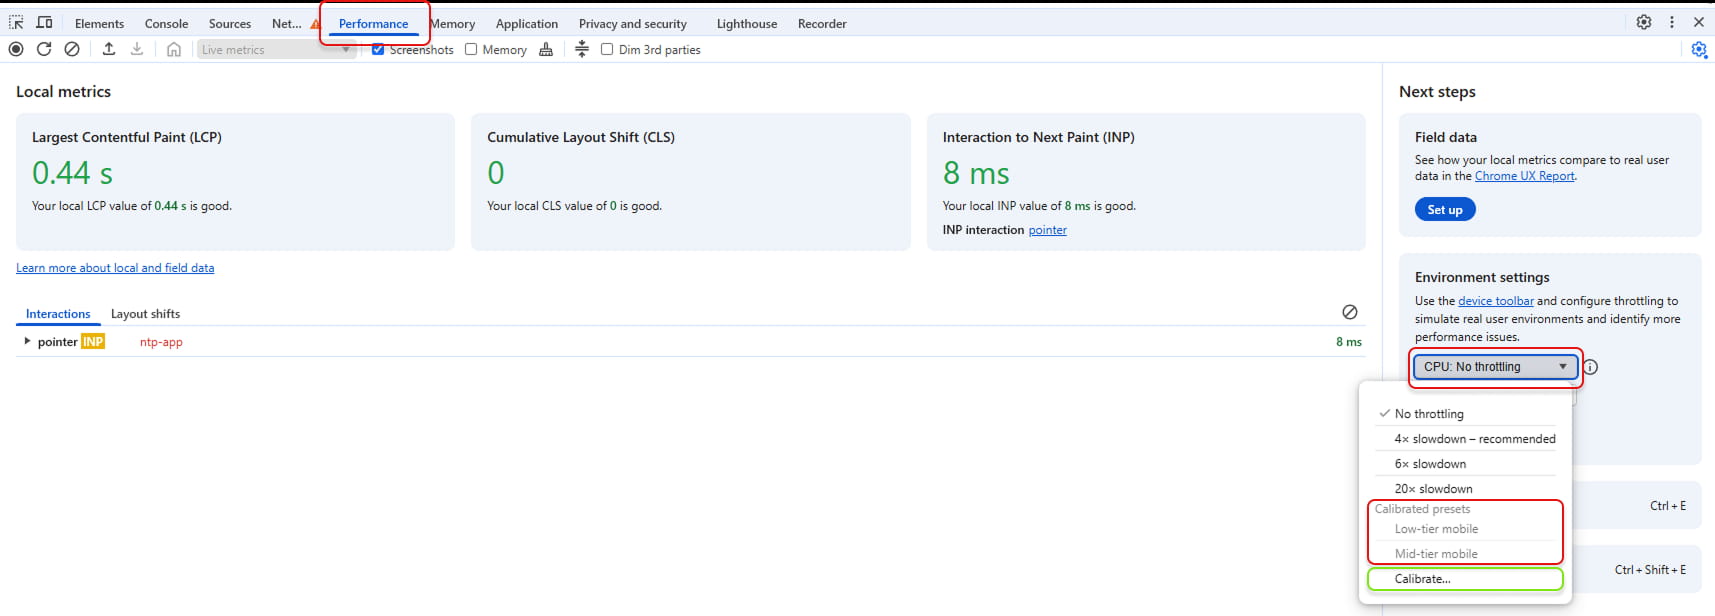 Elements Console Sources Net... Performance Memory Application Privacy and security Lighthouse Recorder
Live metrics Screenshots Memory Dim 3rd parties
Local metrics
Largest Contentful Paint (LCP)
0.44 s
Your local LCP value of 0.44 s is good.
Cumulative Layout Shift (CLS)
0
Your local CLS value of 0 is good.
Interaction to Next Paint (INP)
8 ms
Your local INP value of 8 ms is good.
INP interaction pointer
Learn more about local and field data
Interactions Layout shifts
pointer INP ntp-app 8 ms
Next steps
Field data
See how your local metrics compare to real user
data in the Chrome UX Report.
Set up
Environment settings
Use the device toolbar and configure throttling to
simulate real user environments and identify more
performance issues.
CPU: No throttling
No throttling
4× slowdown – recommended
6× slowdown
20× slowdown
Calibrated presets
Low-tier mobile
Mid-tier mobile
Calibrate...
Ctrl + E
Ctrl + Shift + E